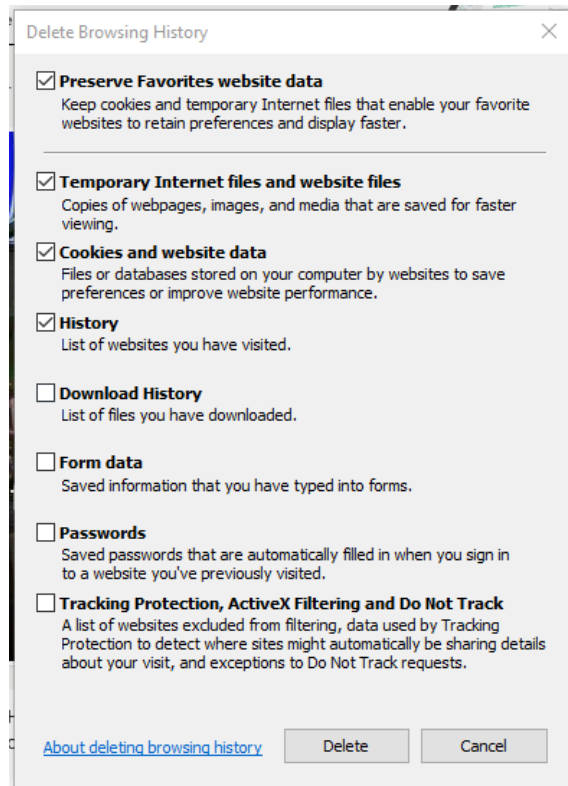 Delete Browsing History
Preserve Favorites website data
Keep cookies and temporary Internet files that enable your favorite
websites to retain preferences and display faster.
Temporary Internet files and website files
Copies of webpages, images, and media that are saved for faster
viewing.
Cookies and website data
Files or databases stored on your computer by websites to save
preferences or improve website performance.
History
List of websites you have visited.
Download History
List of files you have downloaded.
Form data
Saved information that you have typed into forms.
Passwords
Saved passwords that are automatically filled in when you sign in
to a website you've previously visited.
Tracking Protection, ActiveX Filtering and Do Not Track
A list of websites excluded from filtering, data used by Tracking
Protection to detect where sites might automatically be sharing details
about your visit, and exceptions to Do Not Track requests.
About deleting browsing history Delete Cancel